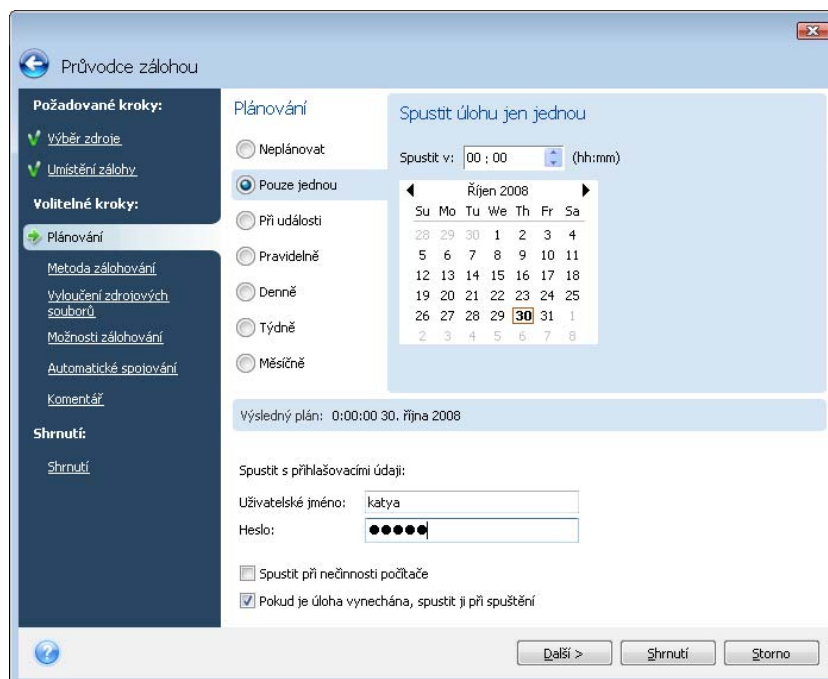 Průvodce zálohou
Požadované kroky:
Výběr zdroje
Umístění zálohy
Volitelné kroky:
Plánování
Metoda zálohování
Vyloučení zdrojových
souborů
Možnosti zálohování
Automatické spojování
Komentář
Shrnutí:
Shrnutí
Plánování
Neplánovat
Pouze jednou
Při události
Pravidelně
Denně
Týdně
Měsíčně
Spustit úlohu jen jednou
Spustit v: 00 : 00 (hh:mm)
Říjen 2008
Su Mo Tu We Th Fr Sa
28 29 30 1 2 3 4
5 6 7 8 9 10 11
12 13 14 15 16 17 18
19 20 21 22 23 24 25
26 27 28 29 30 31 1
2 3 4 5 6 7 8
Výsledný plán: 0:00:00 30. října 2008
Spustit s přihlašovacími údaji:
Uživatelské jméno: katya
Heslo: ●●●●●
Spustit při nečinnosti počítače
Pokud je úloha vynechána, spustit ji při spuštění
Další >
Shrnutí
Storno